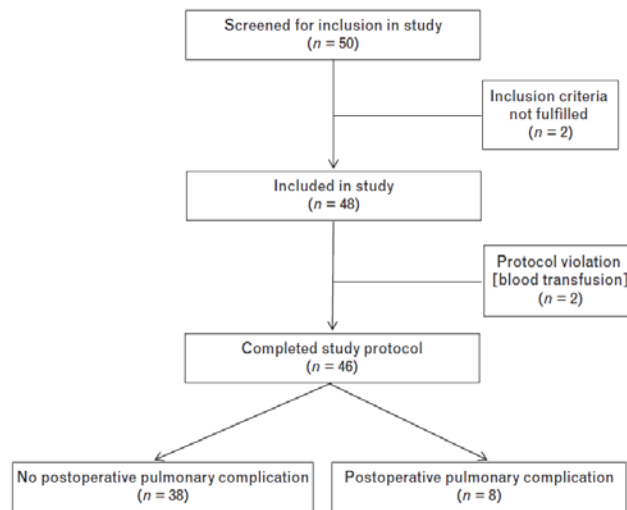 Screened for inclusion in study
(n = 50)
Inclusion criteria
not fulfilled
(n = 2)
Included in study
(n = 48)
Protocol violation
[blood transfusion]
(n = 2)
Completed study protocol
(n = 46)
No postoperative pulmonary complication
(n = 38)
Postoperative pulmonary complication
(n = 8)